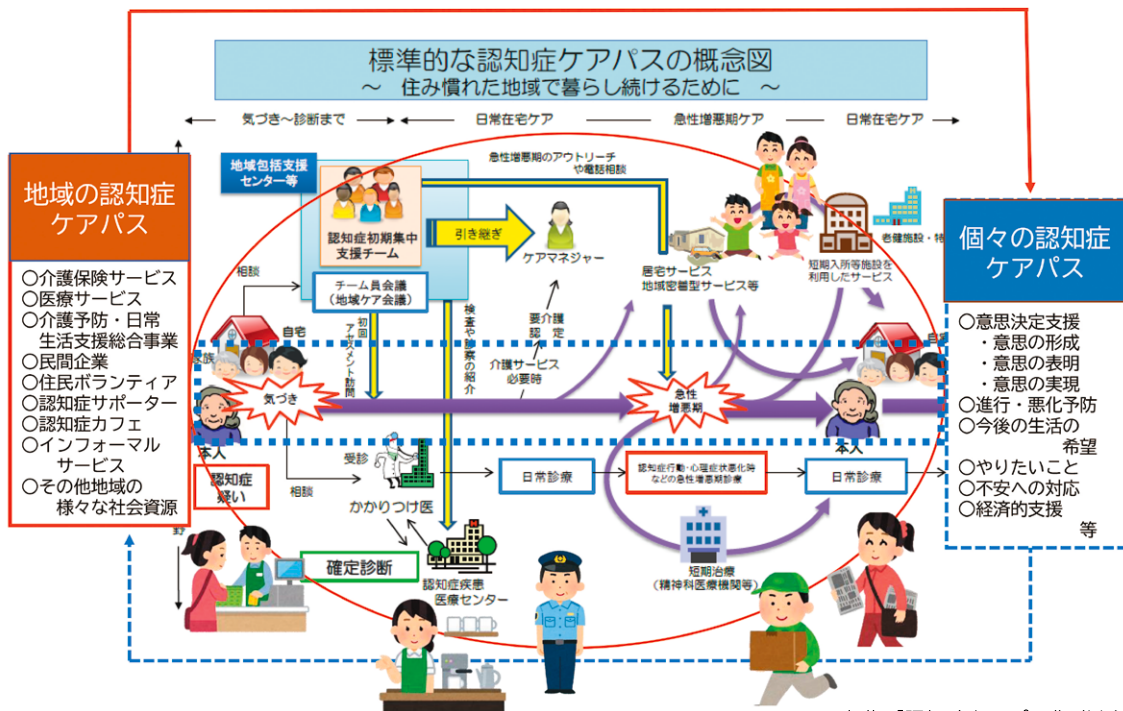 標準的な認知症ケアパスの概念図
～ 住み慣れた地域で暮らし続けるために ～
気づき～診断まで
日常在宅ケア
急性増悪期ケア
日常在宅ケア
地域の認知症
ケアパス
○介護保険サービス
○医療サービス
○介護予防・日常
生活支援総合事業
○民間企業
○住民ボランティア
○認知症サポーター
○認知症カフェ
○インフォーマル
サービス
○その他地域の
様々な社会資源
地域包括支援
センター等
認知症初期集中
支援チーム
チーム員会議
（地域ケア会議）
急性増悪期のアウトリーチ
や電話相談
引き継ぎ
ケアマネジャー
居宅サービス
地域密着型サービス等
短期入所等施設を
利用したサービス
老健施設・特
相談
自宅
家族
初回
アセスメント訪問
検査や診察の紹介
要介護
認定
介護サービス
必要時
気づき
急性
増悪期
自
本人
本人
認知症
疑い
相談
受診
かかりつけ医
日常診療
認知症行動・心理症状悪化時
などの急性増悪期診療
日常診療
確定診断
認知症疾患
医療センター
短期治療
（精神科医療機関等）
野
個々の認知症
ケアパス
○意思決定支援
・意思の形成
・意思の表明
・意思の実現
○進行・悪化予防
○今後の生活の
希望
○やりたいこと
○不安への対応
○経済的支援
等